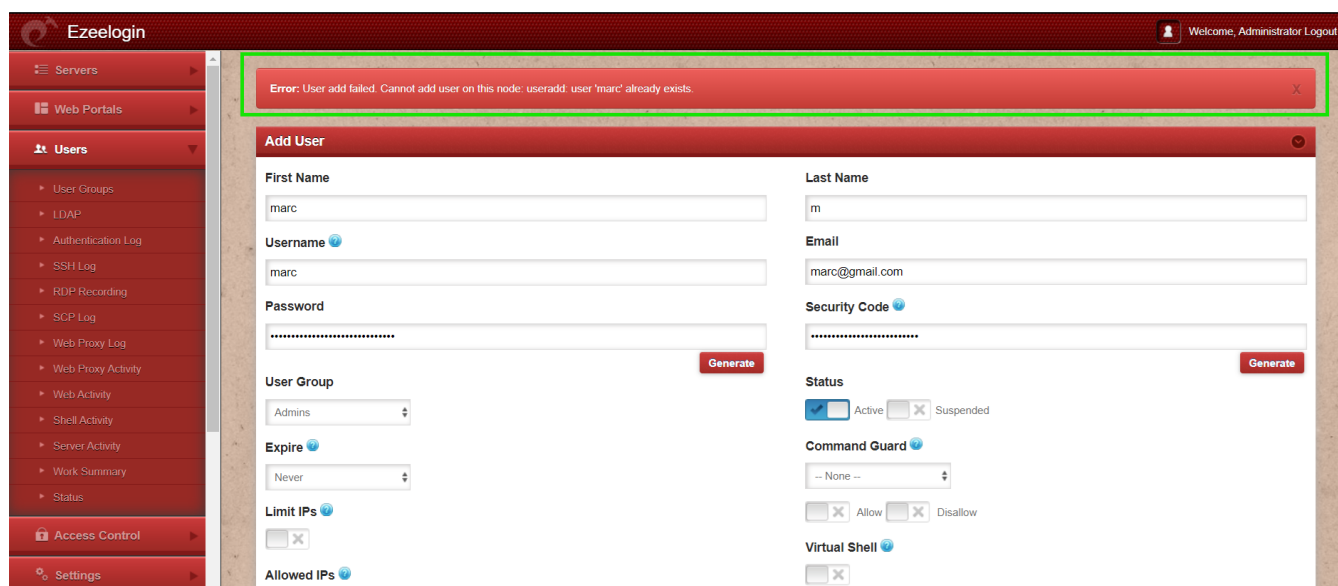 Ezeelogin
Welcome, Administrator Logout
Servers
Web Portals
Users
User Groups
LDAP
Authentication Log
SSH Log
RDP Recording
SCP Log
Web Proxy Log
Web Proxy Activity
Web Activity
Shell Activity
Server Activity
Work Summary
Status
Access Control
Settings
Error: User add failed. Cannot add user on this node: useradd: user 'marc' already exists.
X
Add User
First Name
marc
Last Name
m
Username
marc
Email
marc@gmail.com
Password
Generate
Security Code
Generate
User Group
Admins
Status
Active Suspended
Expire
Never
Command Guard
-- None --
Allow Disallow
Limit IPs
Virtual Shell
Allowed IPs